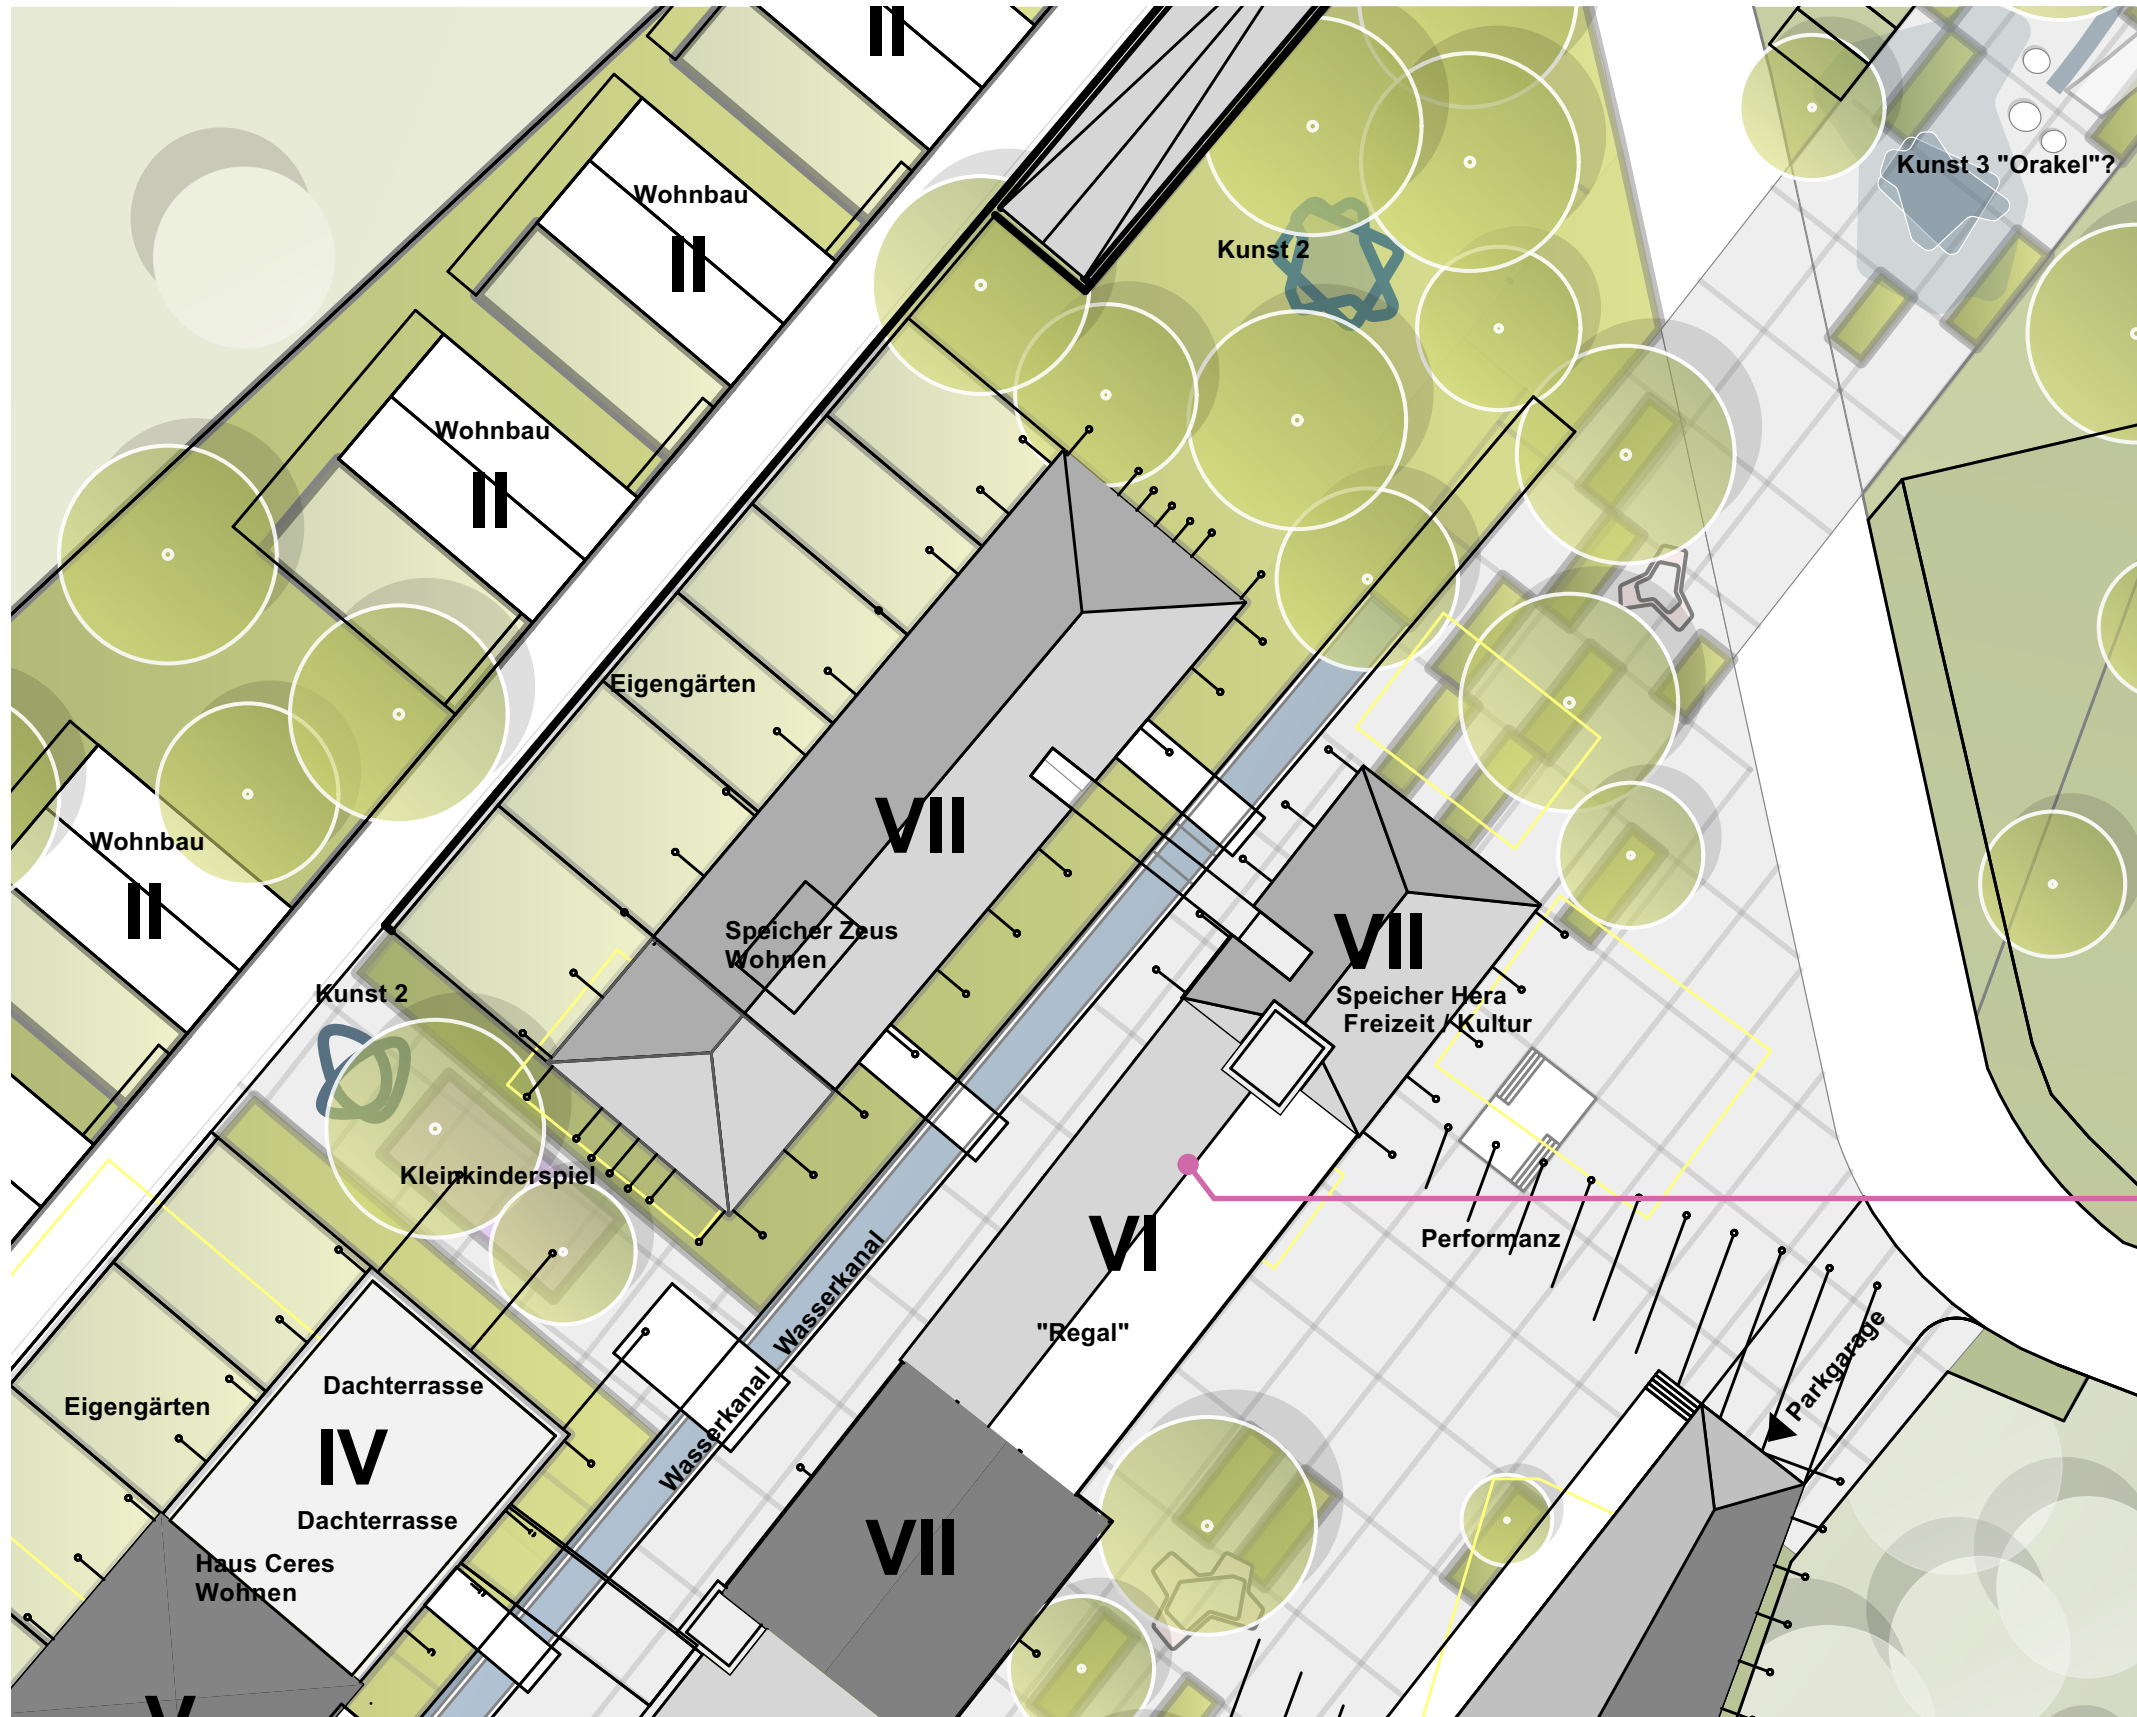 II
Wohnbau
II
Kunst 3 "Orakel"?
Kunst 2
Wohnbau
II
Eigengärten
VII
Wohnbau
II
Speicher Zeus
Wohnen
VII
Speicher Hera
Freizeit / Kultur
Kunst 2
Kleinkinderspiel
VI
Performanz
Wasserkanal
"Regal"
Parkgarage
Dachterrasse
Wasserkanal
Eigengärten
IV
Dachterrasse
VII
Haus Ceres
Wohnen
V